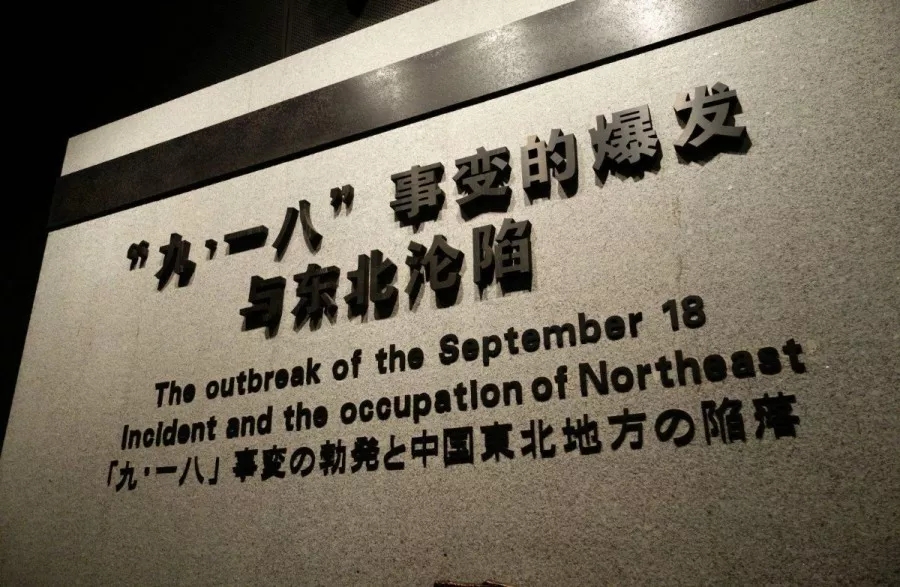 “九·一八”事变的爆发
与东北沦陷
The outbreak of the September 18
Incident and the occupation of Northeast
「九·一八」事変の勃発と中国東北地方の陥落